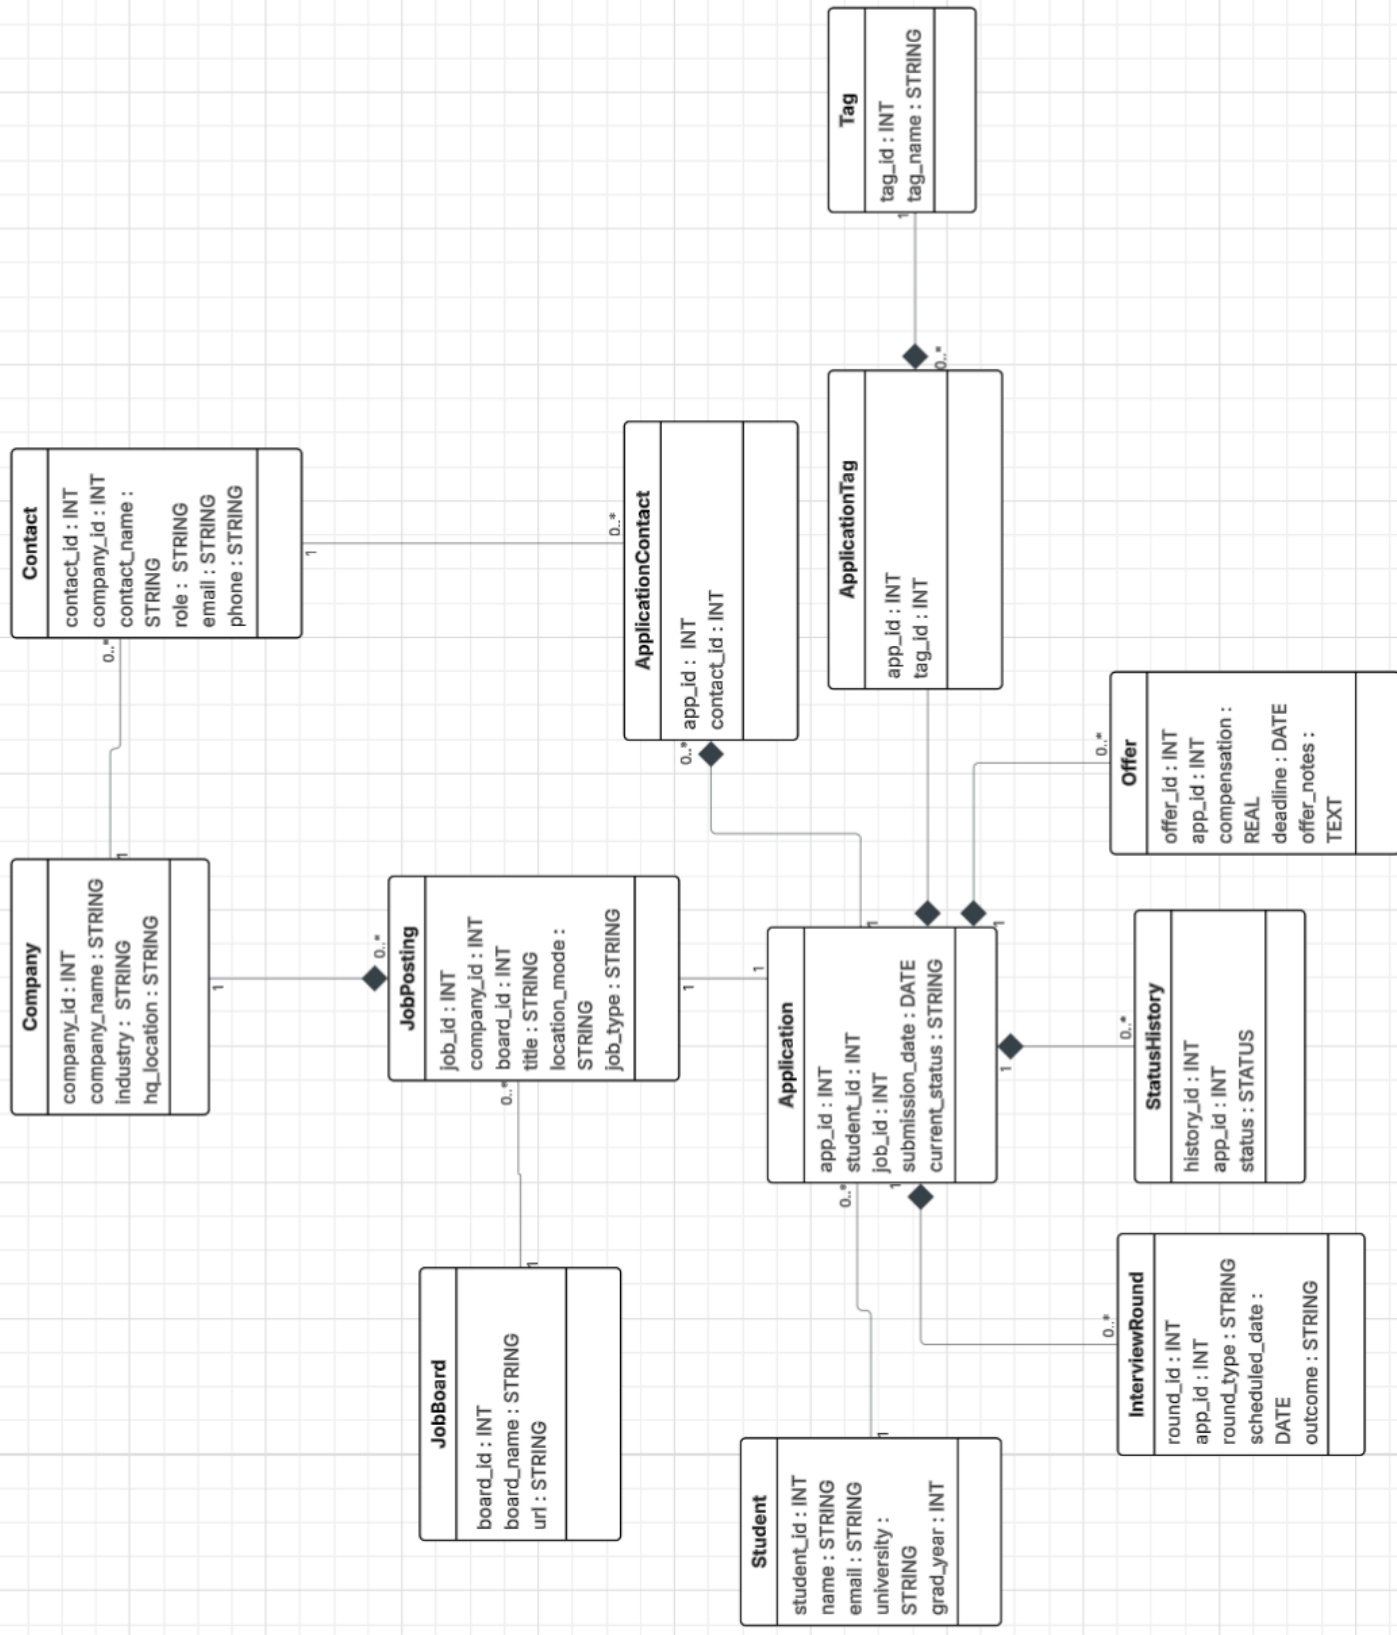 Company
company_id : INT
company_name : STRING
industry : STRING
hq_location : STRING
1
0..*
Contact
contact_id : INT
company_id : INT
contact_name :
STRING
role : STRING
email : STRING
phone : STRING
1
1
0..*
JobBoard
board_id : INT
board_name : STRING
url : STRING
1
0..*
JobPosting
job_id : INT
company_id : INT
board_id : INT
title : STRING
location_mode :
STRING
job_type : STRING
1
1
0..*
ApplicationContact
app_id : INT
contact_id : INT
0..*
Student
student_id : INT
name : STRING
email : STRING
university :
STRING
grad_year : INT
1
0..*
Application
app_id : INT
student_id : INT
job_id : INT
submission_date : DATE
current_status : STRING
1
1
1
1
ApplicationTag
app_id : INT
tag_id : INT
0..*
1
Tag
tag_id : INT
tag_name : STRING
0..*
InterviewRound
round_id : INT
app_id : INT
round_type : STRING
scheduled_date :
DATE
outcome : STRING
0..*
StatusHistory
history_id : INT
app_id : INT
status : STATUS
0..*
Offer
offer_id : INT
app_id : INT
compensation :
REAL
deadline : DATE
offer_notes :
TEXT